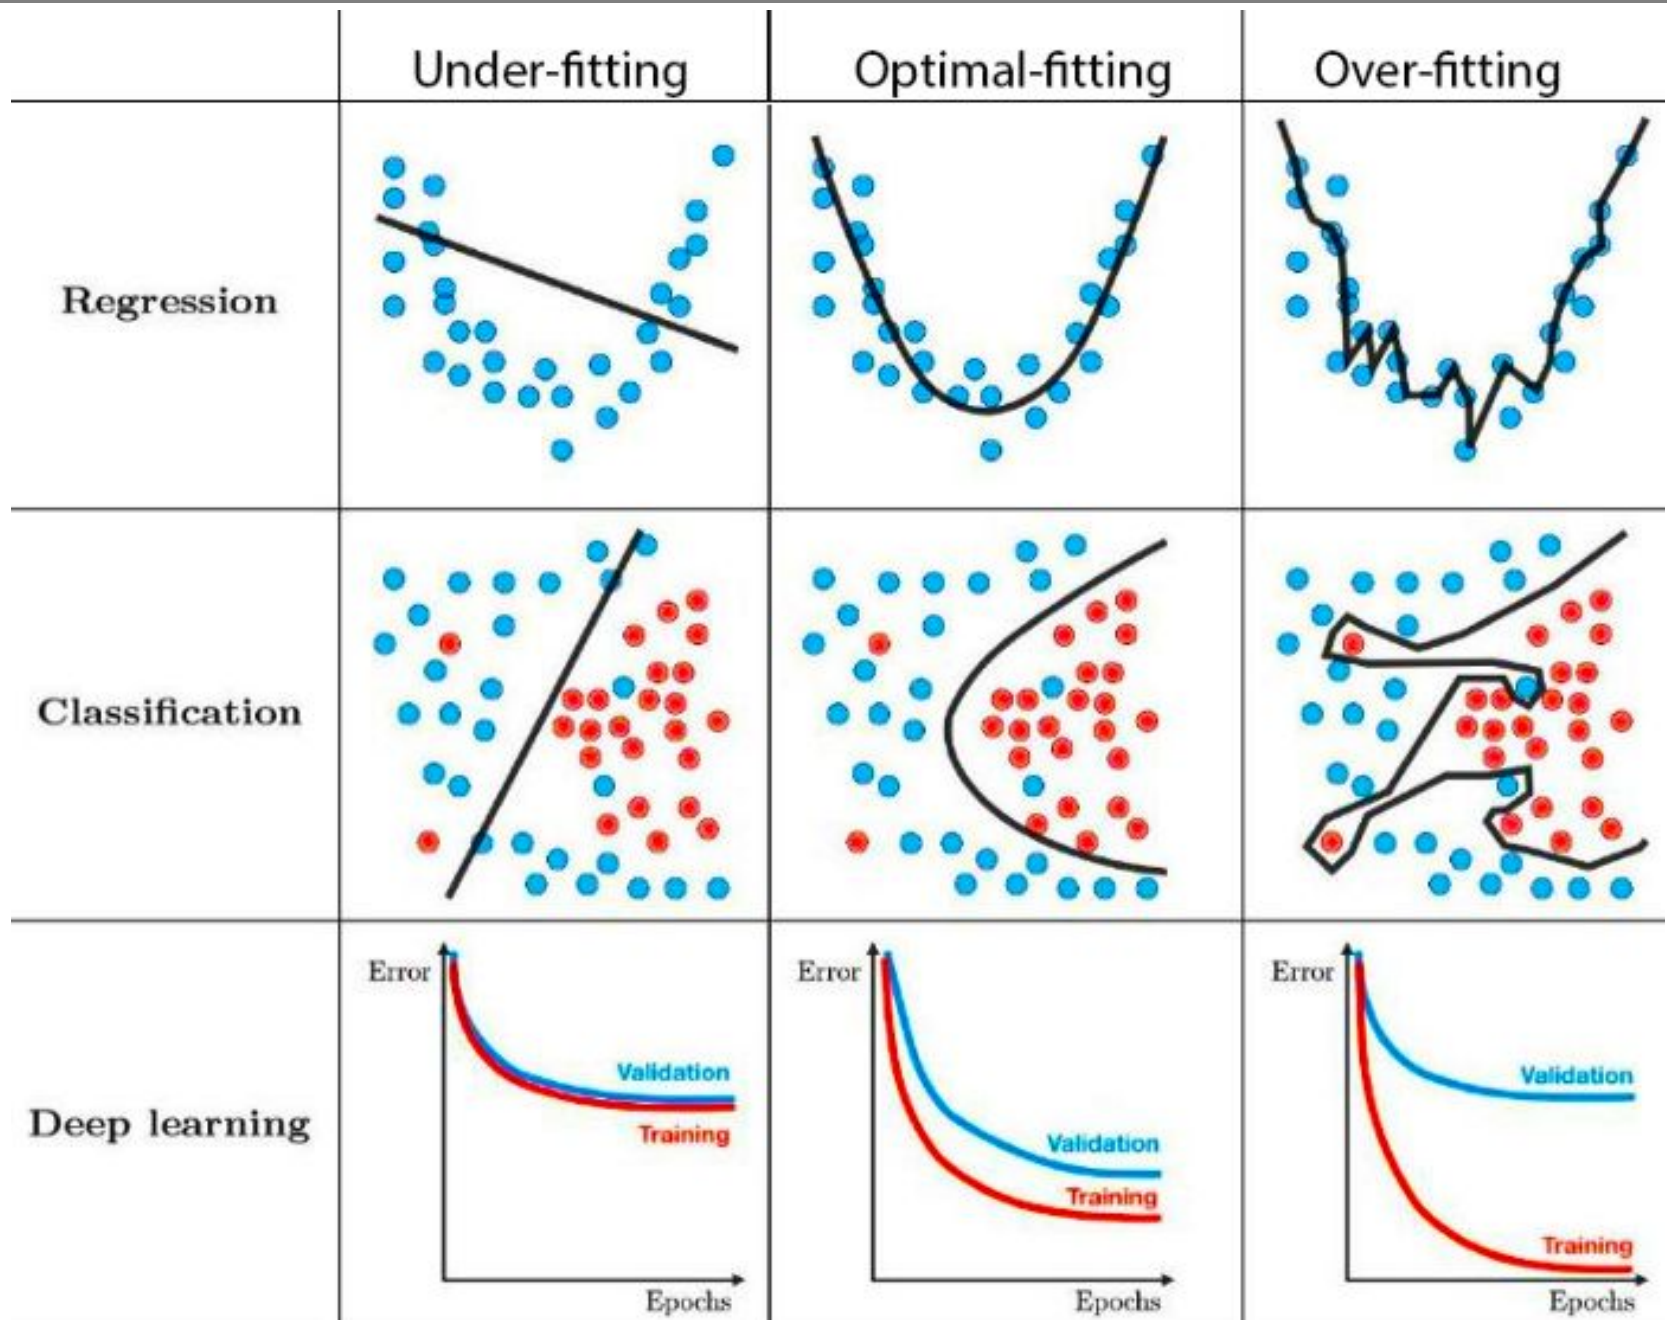 Under-fitting
Optimal-fitting
Over-fitting
Regression
Classification
Deep learning
Error
Validation
Training
Epochs
Error
Validation
Training
Epochs
Error
Validation
Training
Epochs